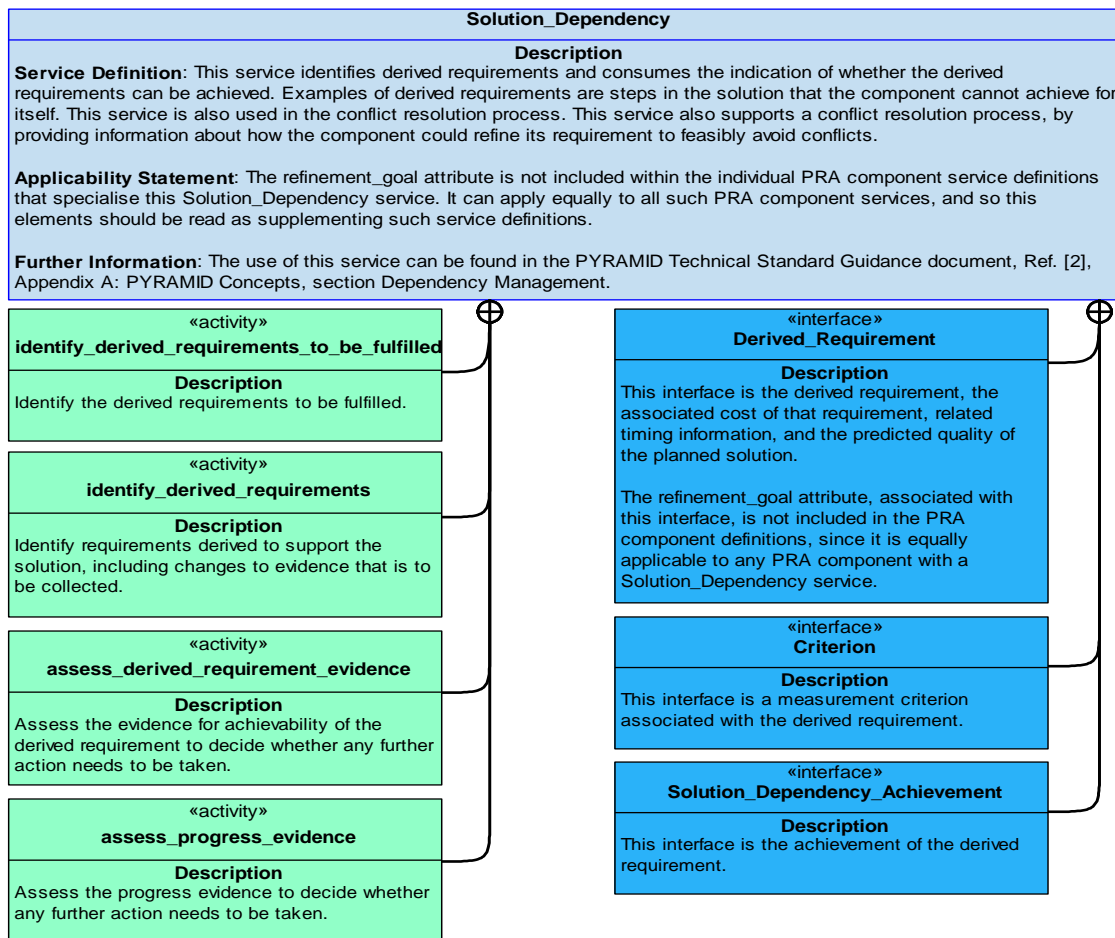 Solution_Dependency
Description
Service Definition: This service identifies derived requirements and consumes the indication of whether the derived
requirements can be achieved. Examples of derived requirements are steps in the solution that the component cannot achieve for
itself. This service is also used in the conflict resolution process. This service also supports a conflict resolution process, by
providing information about how the component could refine its requirement to feasibly avoid conflicts.
Applicability Statement: The refinement_goal attribute is not included within the individual PRA component service definitions
that specialise this Solution_Dependency service. It can apply equally to all such PRA component services, and so this
elements should be read as supplementing such service definitions.
Further Information: The use of this service can be found in the PYRAMID Technical Standard Guidance document, Ref. [2],
Appendix A: PYRAMID Concepts, section Dependency Management.
«activity»
identify_derived_requirements_to_be_fulfilled
Description
Identify the derived requirements to be fulfilled.
«activity»
identify_derived_requirements
Description
Identify requirements derived to support the
solution, including changes to evidence that is to
be collected.
«activity»
assess_derived_requirement_evidence
Description
Assess the evidence for achievability of the
derived requirement to decide whether any further
action needs to be taken.
«activity»
assess_progress_evidence
Description
Assess the progress evidence to decide whether
any further action needs to be taken.
«interface»
Derived_Requirement
Description
This interface is the derived requirement, the
associated cost of that requirement, related
timing information, and the predicted quality of
the planned solution.
The refinement_goal attribute, associated with
this interface, is not included in the PRA
component definitions, since it is equally
applicable to any PRA component with a
Solution_Dependency service.
«interface»
Criterion
Description
This interface is a measurement criterion
associated with the derived requirement.
«interface»
Solution_Dependency_Achievement
Description
This interface is the achievement of the derived
requirement.